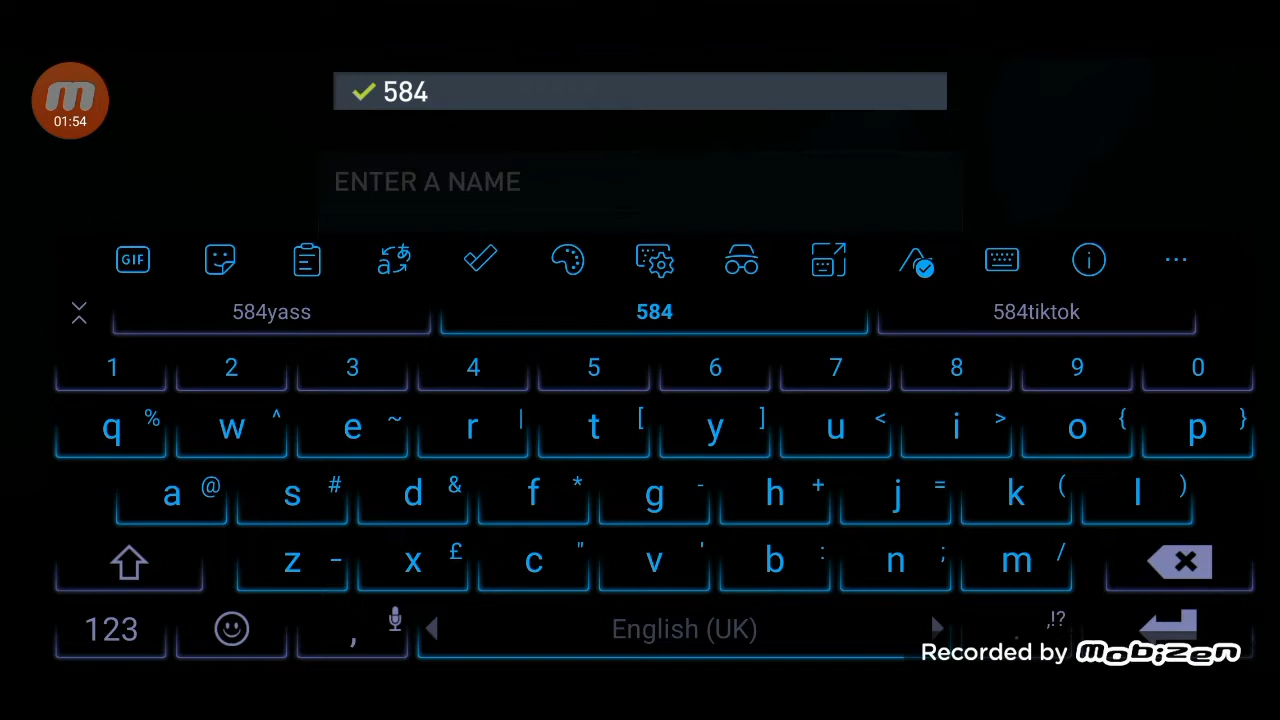 584
01:54
ENTER A NAME
GIF
584yass 584 584tiktok
1 2 3 4 5 6 7 8 9 0
q % w ^ e ~ r | t [ y ] u < i > o { p }
a @ s # d & f * g - h + j = k ( l )
z _ x £ c " v ' b : n ; m /
123 , English (UK) . ,!?
Recorded by mobizen